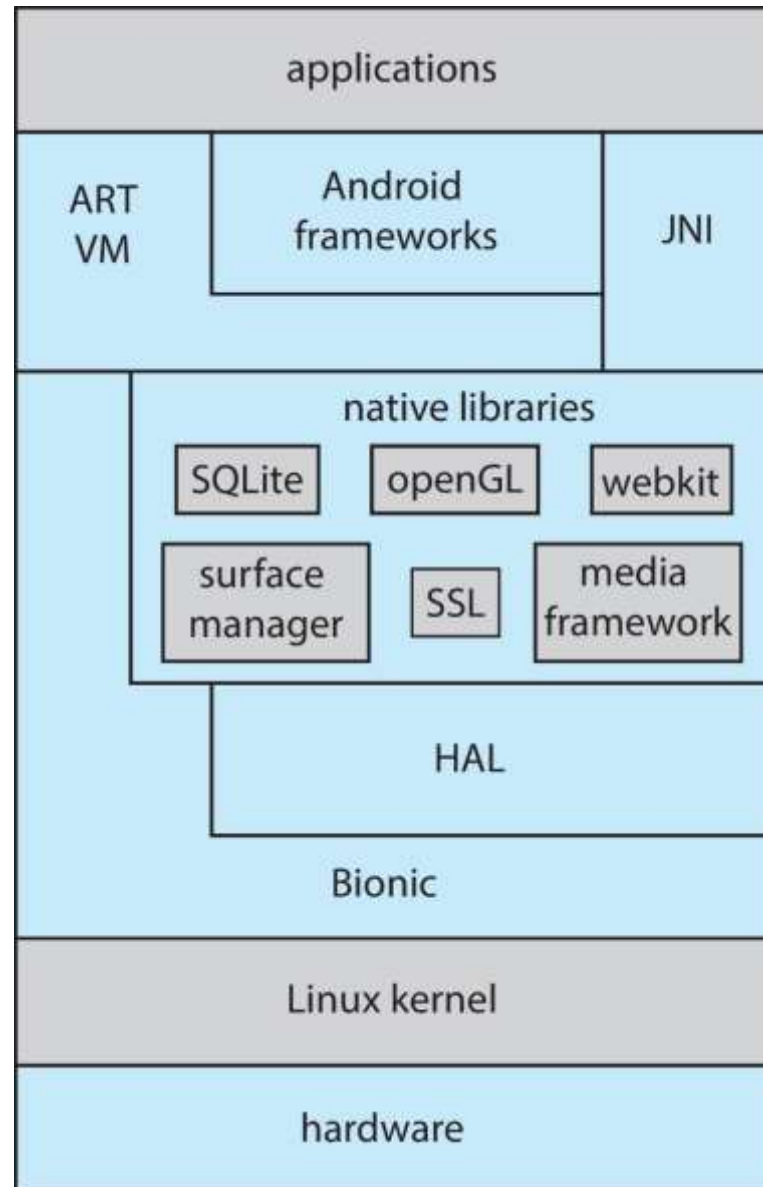 applications
ART
VM
Android
frameworks
JNI
native libraries
SQLite
openGL
webkit
surface
manager
SSL
media
framework
HAL
Bionic
Linux kernel
hardware